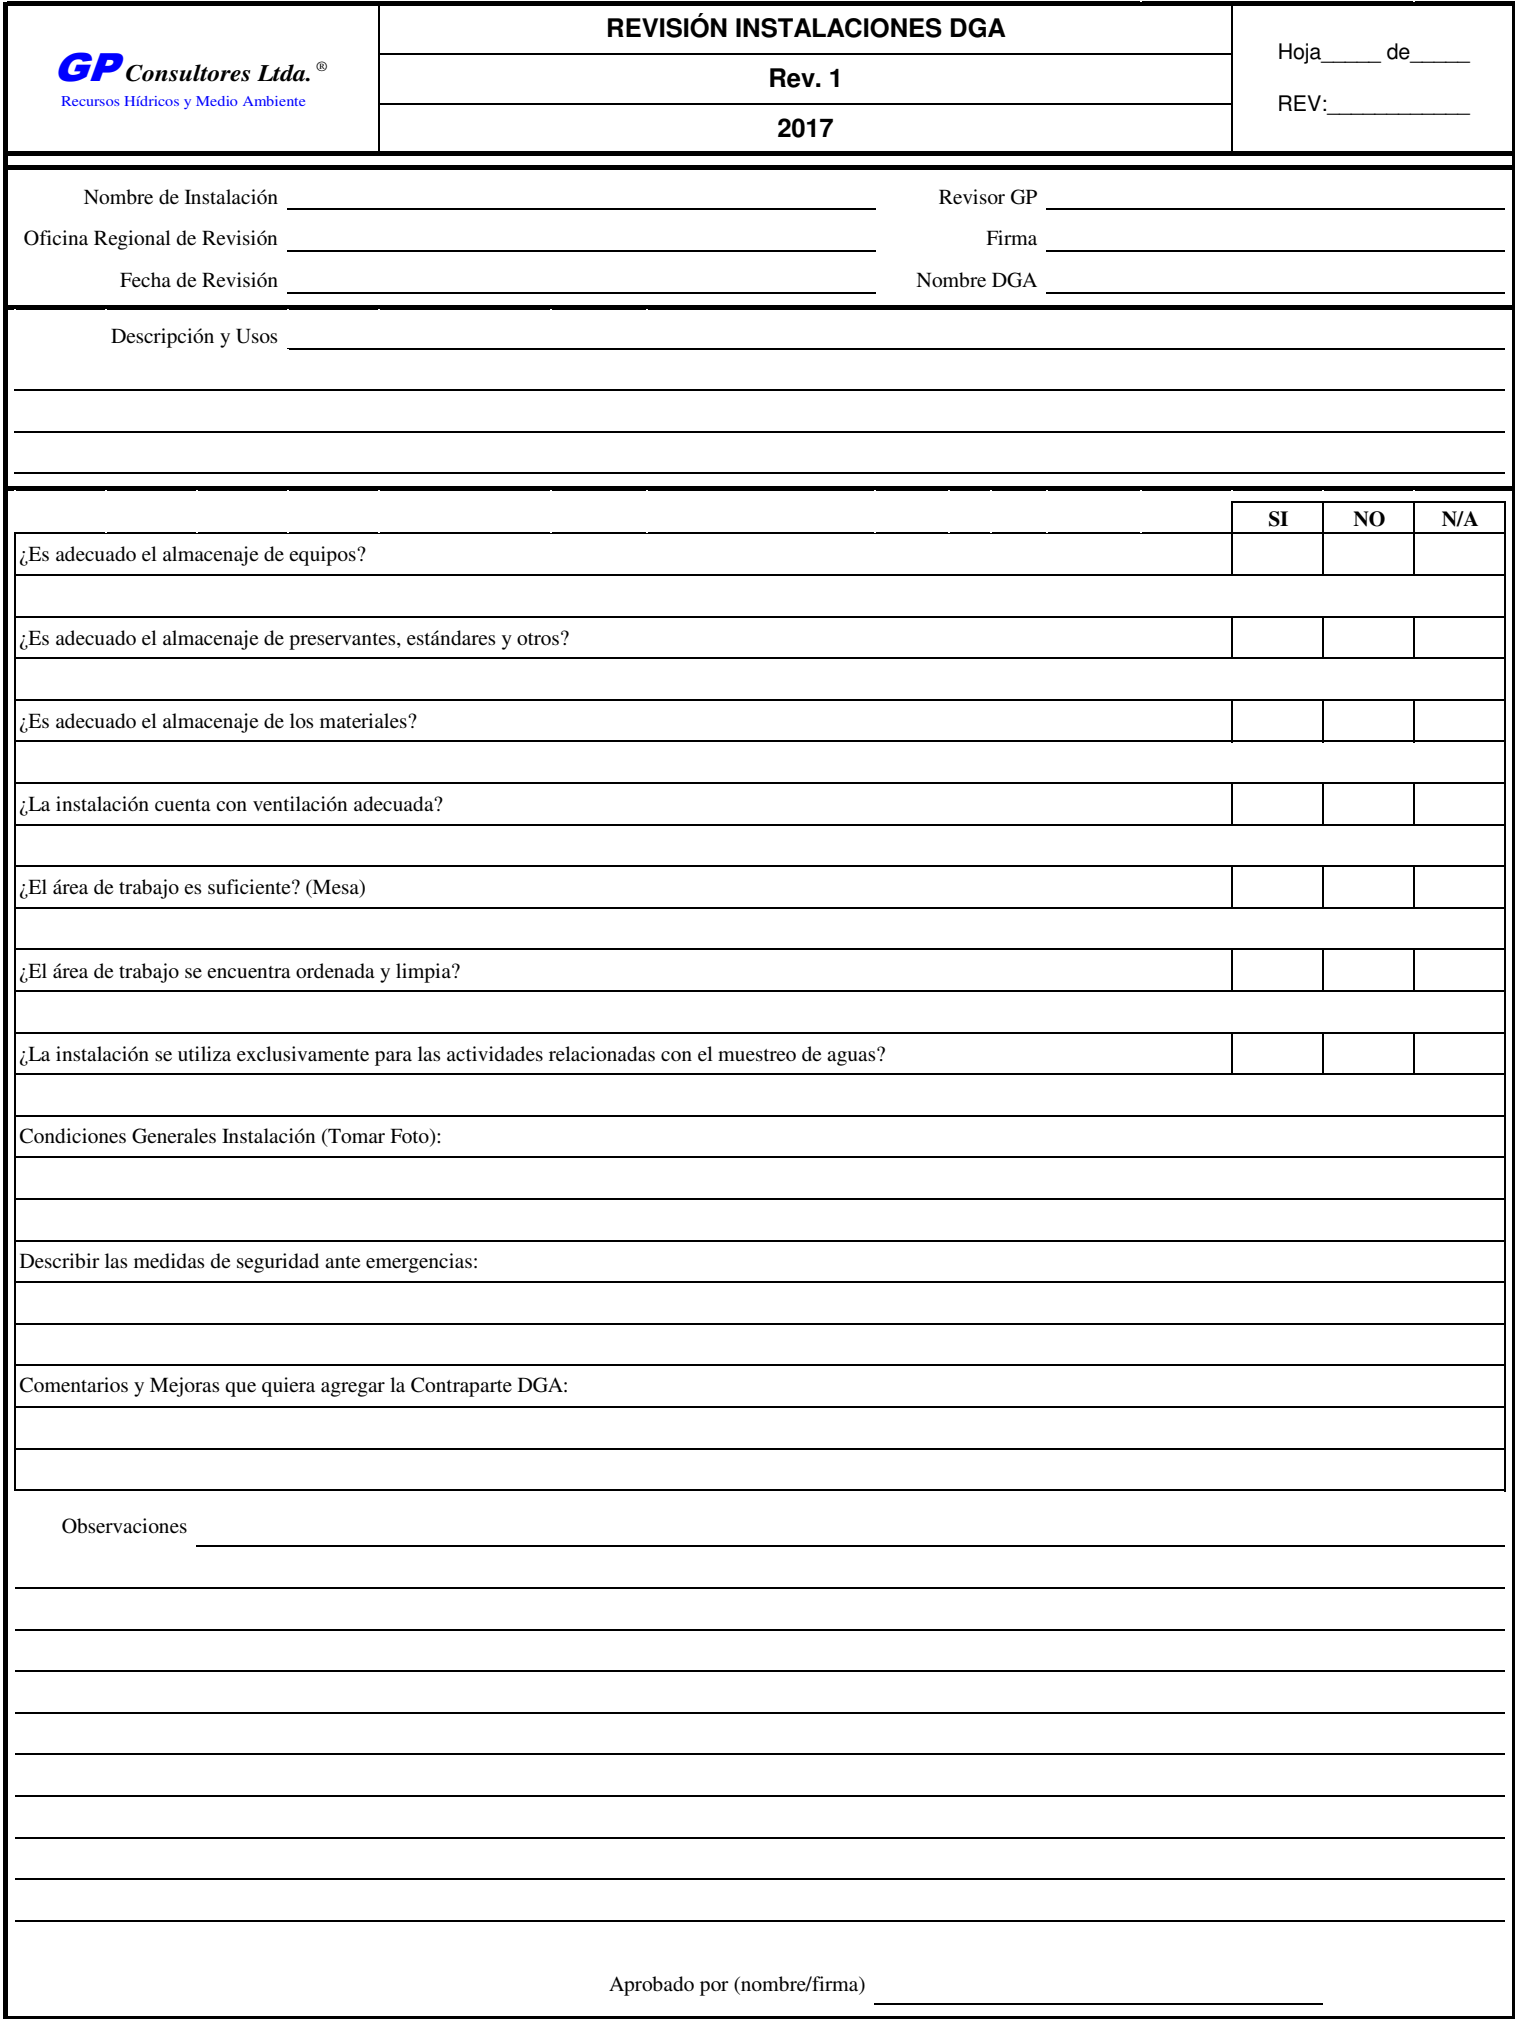 REVISIÓN INSTALACIONES DGA
GP Consultores Ltda. ®
Recursos Hídricos y Medio Ambiente
Rev. 1
2017
Hoja_____ de_____
REV:____________
Nombre de Instalación
Revisor GP
Oficina Regional de Revisión
Firma
Fecha de Revisión
Nombre DGA
Descripción y Usos
SI NO N/A
¿Es adecuado el almacenaje de equipos?
¿Es adecuado el almacenaje de preservantes, estándares y otros?
¿Es adecuado el almacenaje de los materiales?
¿La instalación cuenta con ventilación adecuada?
¿El área de trabajo es suficiente? (Mesa)
¿El área de trabajo se encuentra ordenada y limpia?
¿La instalación se utiliza exclusivamente para las actividades relacionadas con el muestreo de aguas?
Condiciones Generales Instalación (Tomar Foto):
Describir las medidas de seguridad ante emergencias:
Comentarios y Mejoras que quiera agregar la Contraparte DGA:
Observaciones
Aprobado por (nombre/firma)